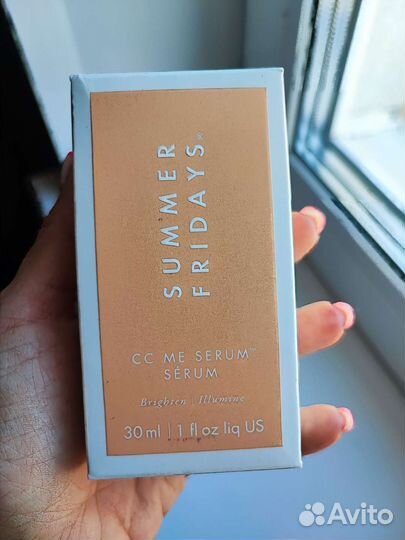 SUMMER
FRIDAYS®
CC ME SERUM™
SÉRUM
Brighten | Illumine
30 ml | 1 fl oz liq US
Avito